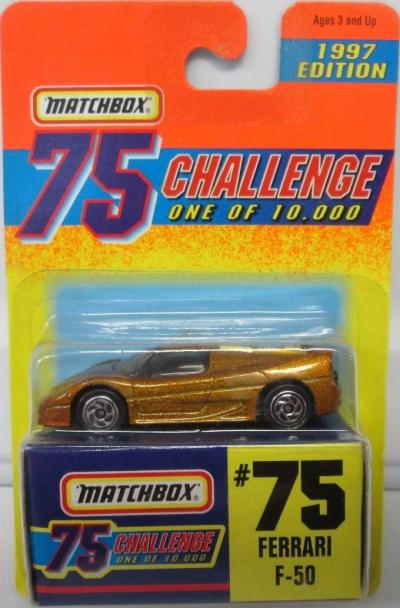 Ages 3 and Up
1997
EDITION
MATCHBOX®
75 CHALLENGE
ONE OF 10.000
MATCHBOX®
75 CHALLENGE
ONE OF 10.000
#75
FERRARI
F-50